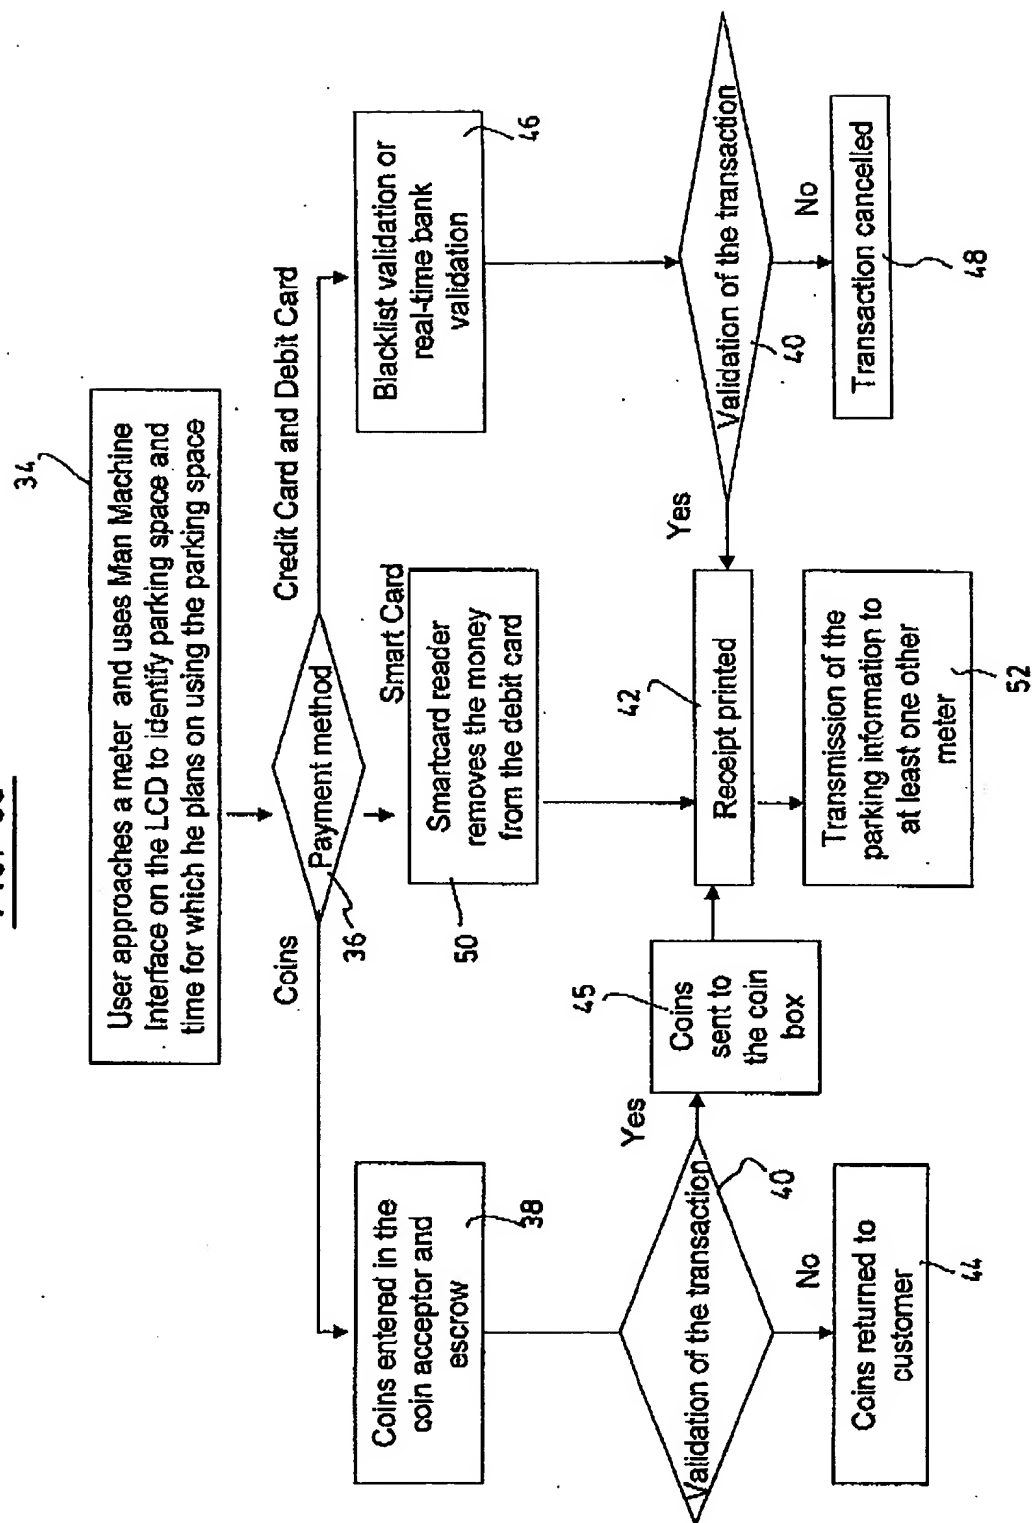 34
User approaches a meter and uses Man Machine
Interface on the LCD to identify parking space and
time for which he plans on using the parking space
Payment method
36
Coins
Smart Card
Credit Card and Debit Card
Coins entered in the
coin acceptor and
escrow
38
Smartcard reader
removes the money
from the debit card
50
Blacklist validation or
real-time bank
validation
46
Validation of the transaction
40
Yes
No
Coins
sent to
the coin
box
45
Receipt printed
42
Yes
Validation of the transaction
40
No
Coins returned to
customer
44
Transmission of the
parking information to
at least one other
meter
52
Transaction cancelled
48